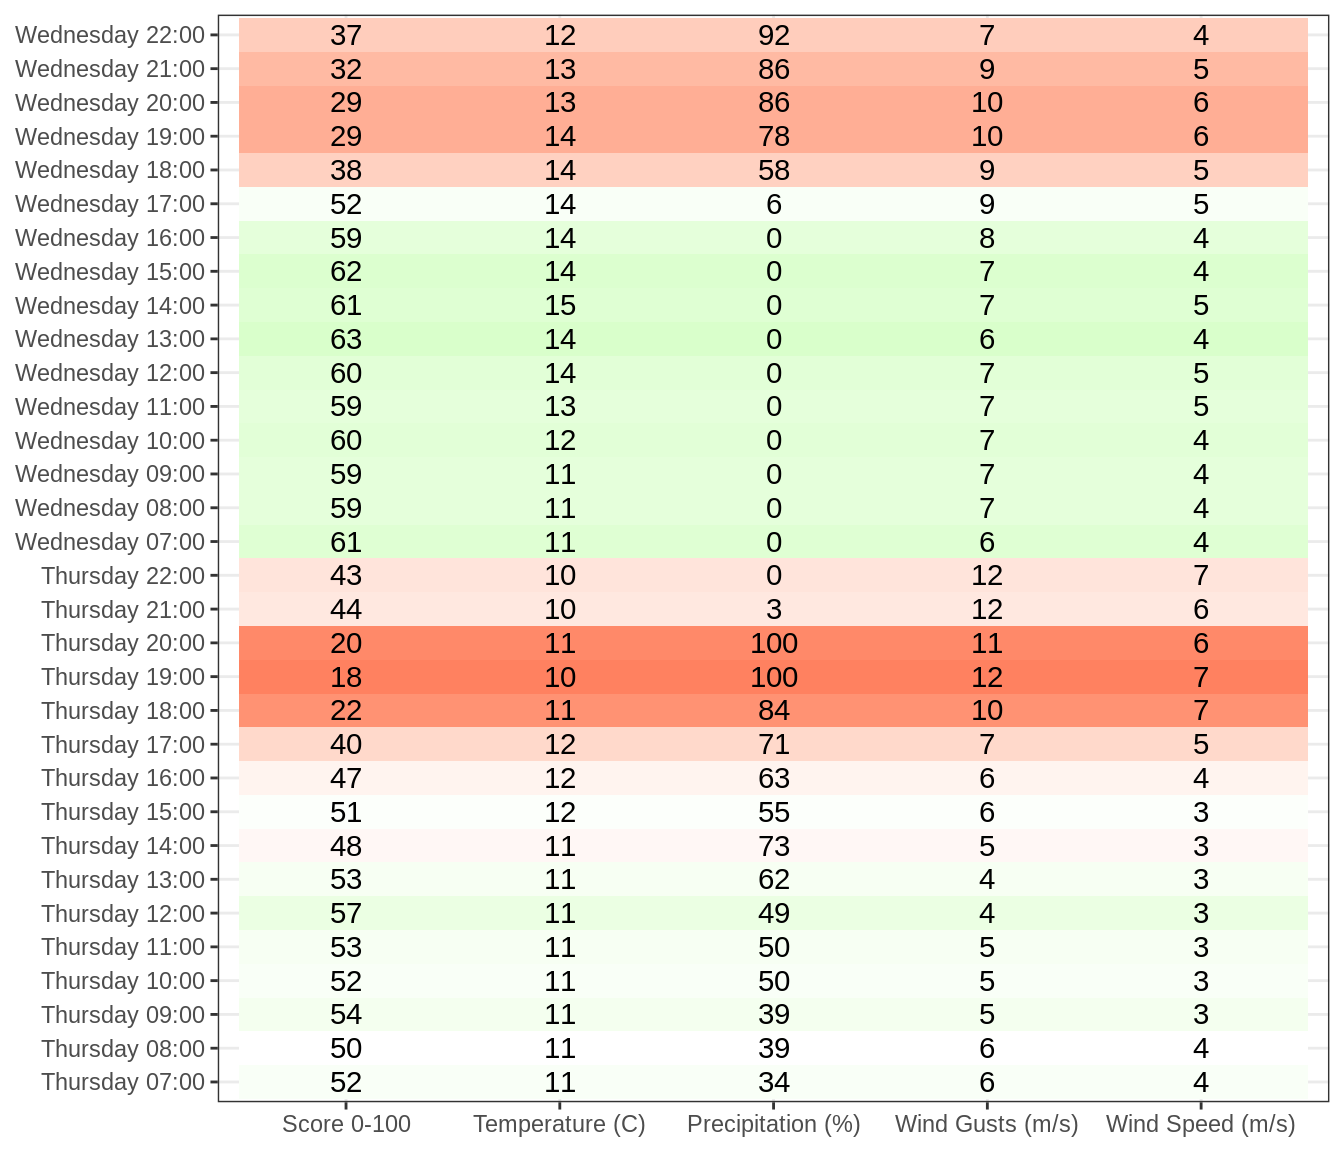 Wednesday 22:00 37 12 92 7 4
Wednesday 21:00 32 13 86 9 5
Wednesday 20:00 29 13 86 10 6
Wednesday 19:00 29 14 78 10 6
Wednesday 18:00 38 14 58 9 5
Wednesday 17:00 52 14 6 9 5
Wednesday 16:00 59 14 0 8 4
Wednesday 15:00 62 14 0 7 4
Wednesday 14:00 61 15 0 7 5
Wednesday 13:00 63 14 0 6 4
Wednesday 12:00 60 14 0 7 5
Wednesday 11:00 59 13 0 7 5
Wednesday 10:00 60 12 0 7 4
Wednesday 09:00 59 11 0 7 4
Wednesday 08:00 59 11 0 7 4
Wednesday 07:00 61 11 0 6 4
Thursday 22:00 43 10 0 12 7
Thursday 21:00 44 10 3 12 6
Thursday 20:00 20 11 100 11 6
Thursday 19:00 18 10 100 12 7
Thursday 18:00 22 11 84 10 7
Thursday 17:00 40 12 71 7 5
Thursday 16:00 47 12 63 6 4
Thursday 15:00 51 12 55 6 3
Thursday 14:00 48 11 73 5 3
Thursday 13:00 53 11 62 4 3
Thursday 12:00 57 11 49 4 3
Thursday 11:00 53 11 50 5 3
Thursday 10:00 52 11 50 5 3
Thursday 09:00 54 11 39 5 3
Thursday 08:00 50 11 39 6 4
Thursday 07:00 52 11 34 6 4
Score 0-100 Temperature (C) Precipitation (%) Wind Gusts (m/s) Wind Speed (m/s)